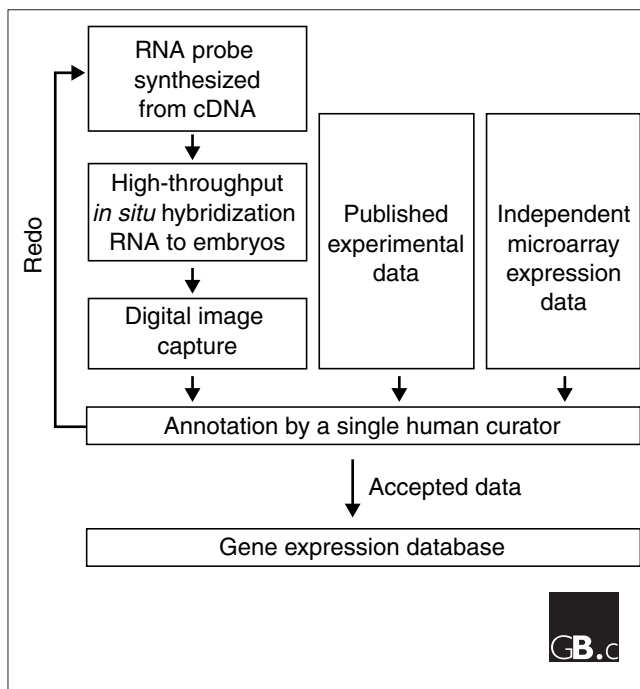 RNA probe
synthesized
from cDNA
High-throughput
in situ hybridization
RNA to embryos
Digital image
capture
Published
experimental
data
Independent
microarray
expression
data
Redo
Annotation by a single human curator
Accepted data
Gene expression database
GB.c